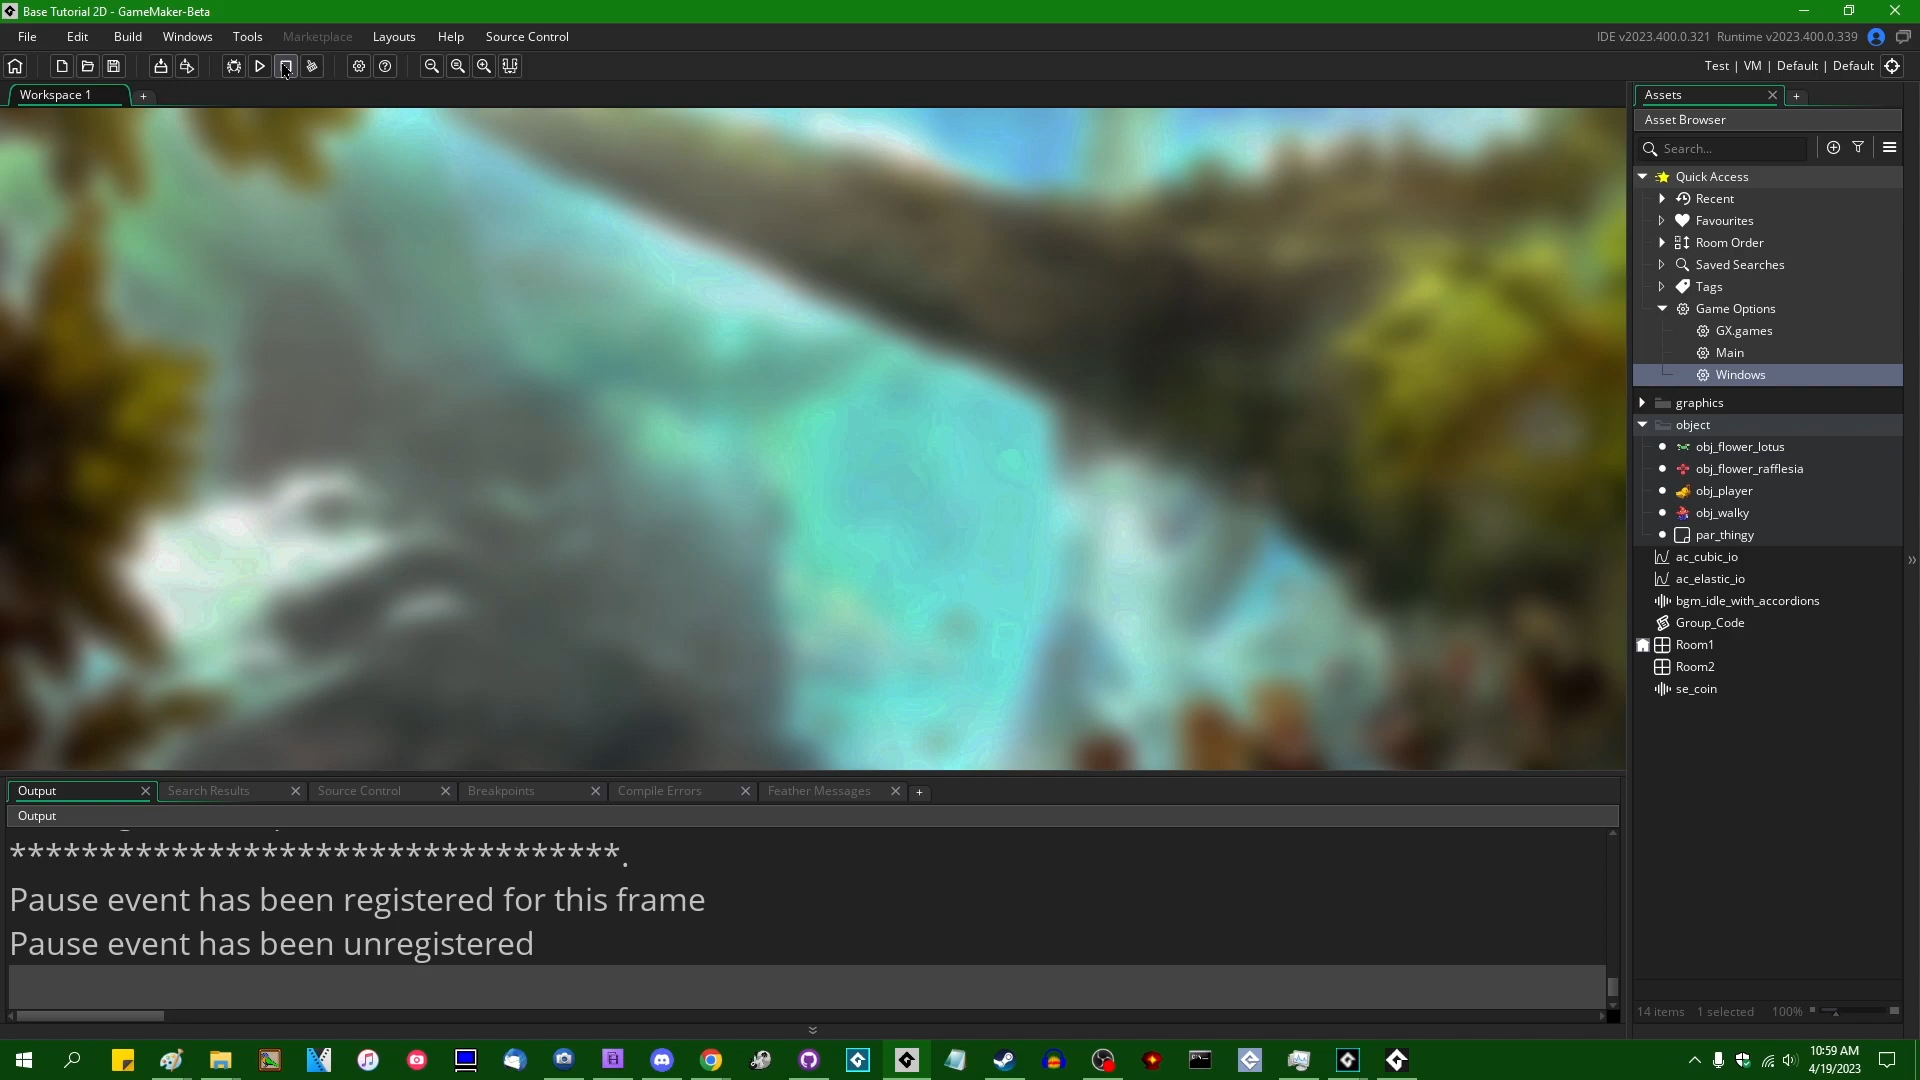 Base Tutorial 2D - GameMaker-Beta
File Edit Build Windows Tools Marketplace Layouts Help Source Control
IDE v2023.400.0.321 Runtime v2023.400.0.339
Test | VM | Default | Default
Workspace 1
Assets
Asset Browser
Search...
Quick Access
Recent
Favourites
Room Order
Saved Searches
Tags
Game Options
GX.games
Main
Windows
graphics
object
obj_flower_lotus
obj_flower_rafflesia
obj_player
obj_walky
par_thingy
ac_cubic_io
ac_elastic_io
bgm_idle_with_accordions
Group_Code
Room1
Room2
se_coin
14 items 1 selected 100%
Output Search Results Source Control Breakpoints Compile Errors Feather Messages
Output
***********************************.
Pause event has been registered for this frame
Pause event has been unregistered
10:59 AM
4/19/2023